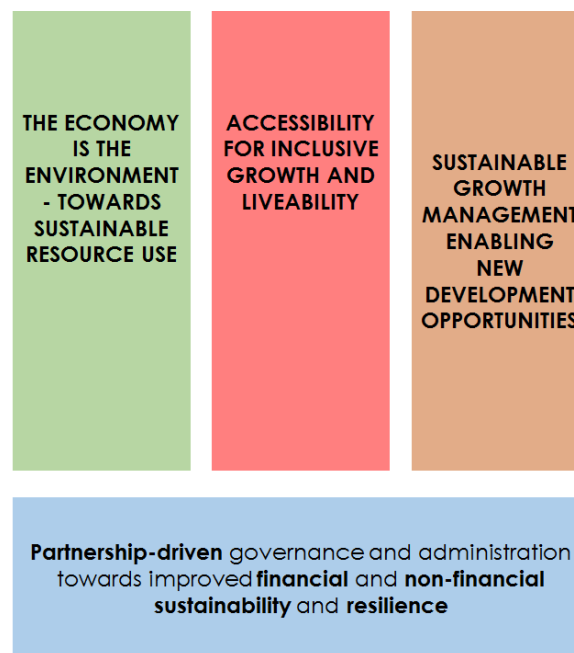 THE ECONOMY
IS THE
ENVIRONMENT
- TOWARDS
SUSTAINABLE
RESOURCE USE
ACCESSIBILITY
FOR INCLUSIVE
GROWTH AND
LIVEABILITY
SUSTAINABLE
GROWTH
MANAGEMENT
ENABLING
NEW
DEVELOPMENT
OPPORTUNITIES
Partnership-driven governance and administration
towards improved financial and non-financial
sustainability and resilience